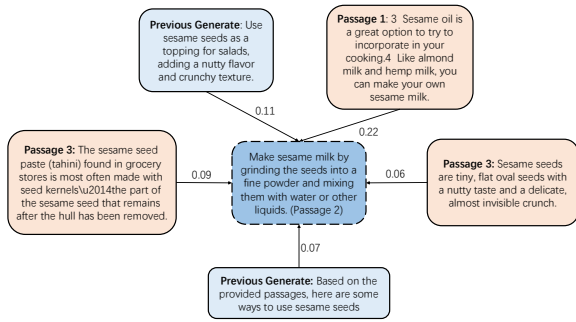 Previous Generate: Use
sesame seeds as a
topping for salads,
adding a nutty flavor
and crunchy texture.
Passage 1: 3 Sesame oil is
a great option to try to
incorporate in your
cooking.4 Like almond
milk and hemp milk, you
can make your own
sesame milk.
0.11
0.22
Passage 3: The sesame seed
paste (tahini) found in grocery
stores is most often made with
seed kernels\u2014the part of
the sesame seed that remains
after the hull has been removed.
0.09
Make sesame milk by
grinding the seeds into a
fine powder and mixing
them with water or other
liquids. (Passage 2)
0.06
Passage 3: Sesame seeds
are tiny, flat oval seeds with
a nutty taste and a delicate,
almost invisible crunch.
0.07
Previous Generate: Based on the
provided passages, here are some
ways to use sesame seeds